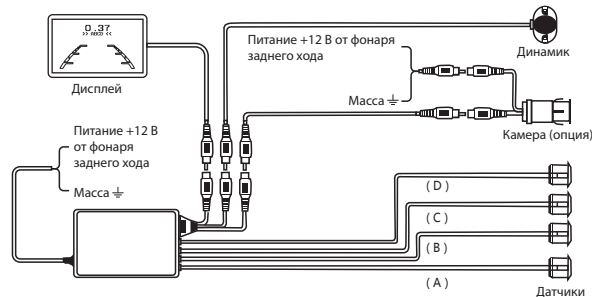 0.37
>> ABCD <<
Дисплей
Питание +12 В от фонаря
заднего хода
Масса
Динамик
Камера (опция)
Питание +12 В
от фонаря
заднего хода
Масса
( D )
( C )
( B )
( A )
Датчики